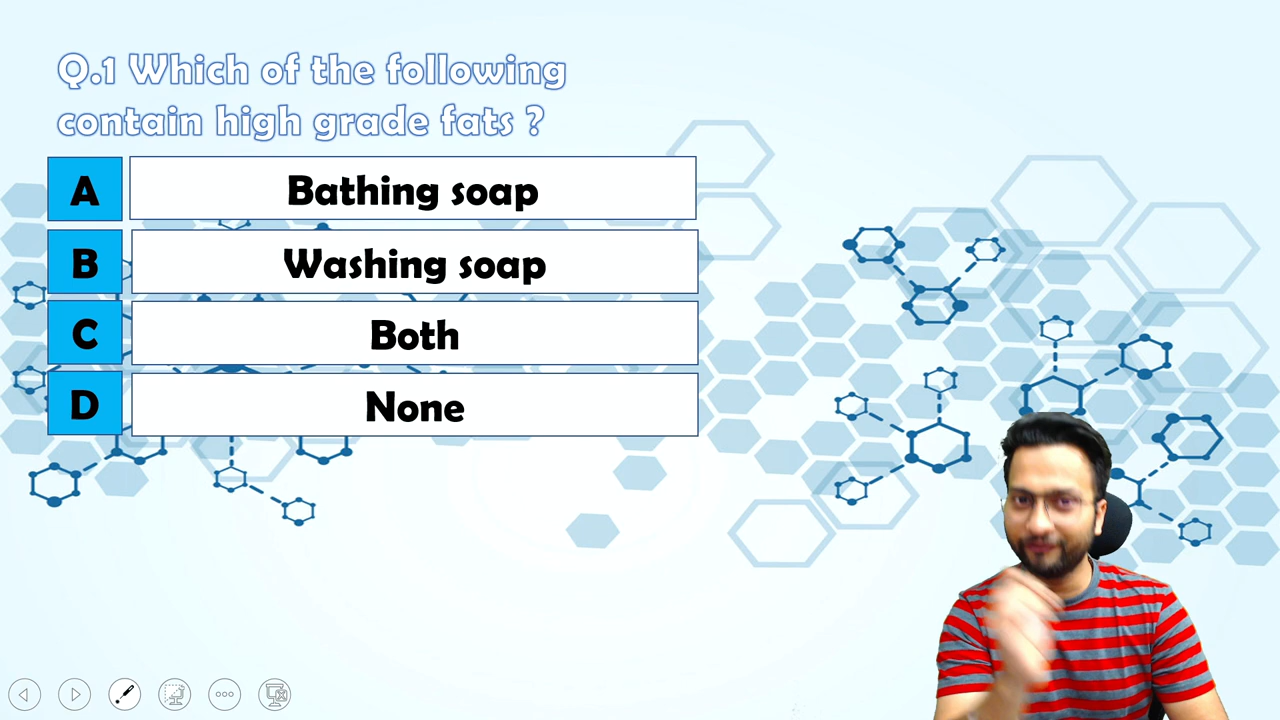 Q.1 Which of the following
contain high grade fats ?
A Bathing soap
B Washing soap
C Both
D None